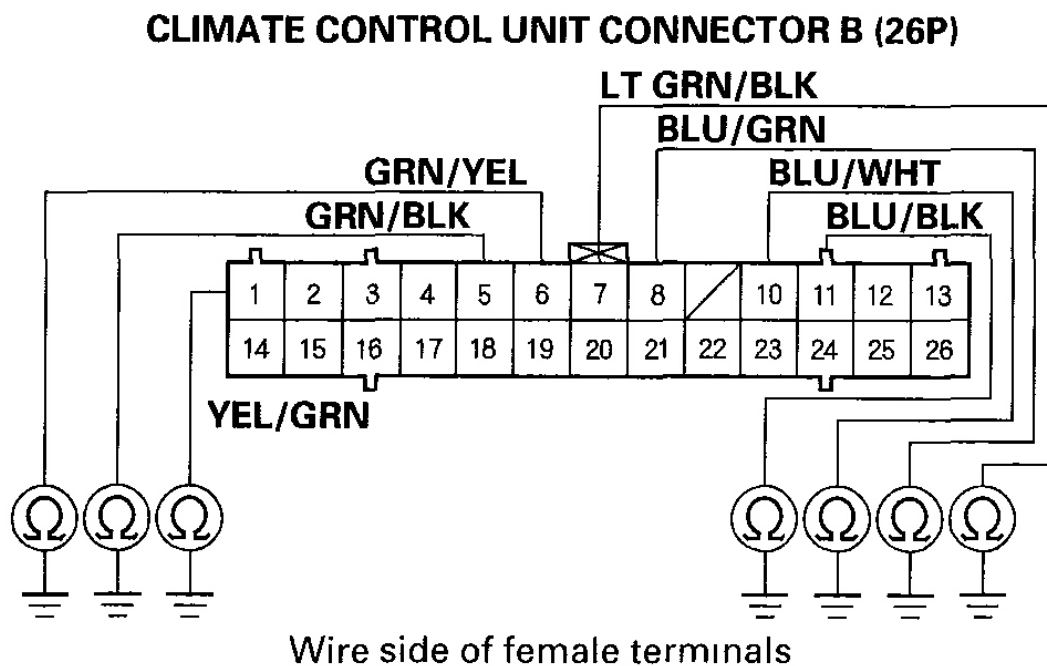 CLIMATE CONTROL UNIT CONNECTOR B (26P)
LT GRN/BLK
BLU/GRN
GRN/YEL
BLU/WHT
GRN/BLK
BLU/BLK
1 2 3 4 5 6 7 8 10 11 12 13
14 15 16 17 18 19 20 21 22 23 24 25 26
YEL/GRN
Ω Ω Ω Ω Ω Ω Ω
Wire side of female terminals